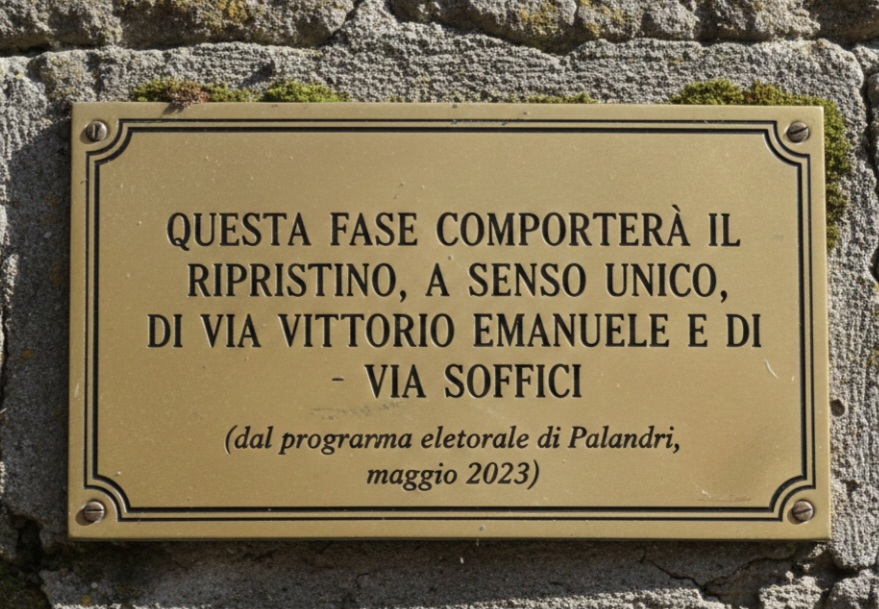 QUESTA FASE COMPORTERÀ IL
RIPRISTINO, A SENSO UNICO,
DI VIA VITTORIO EMANUELE E DI
- VIA SOFFICI
(dal prograrma eletorale di Palandri,
maggio 2023)